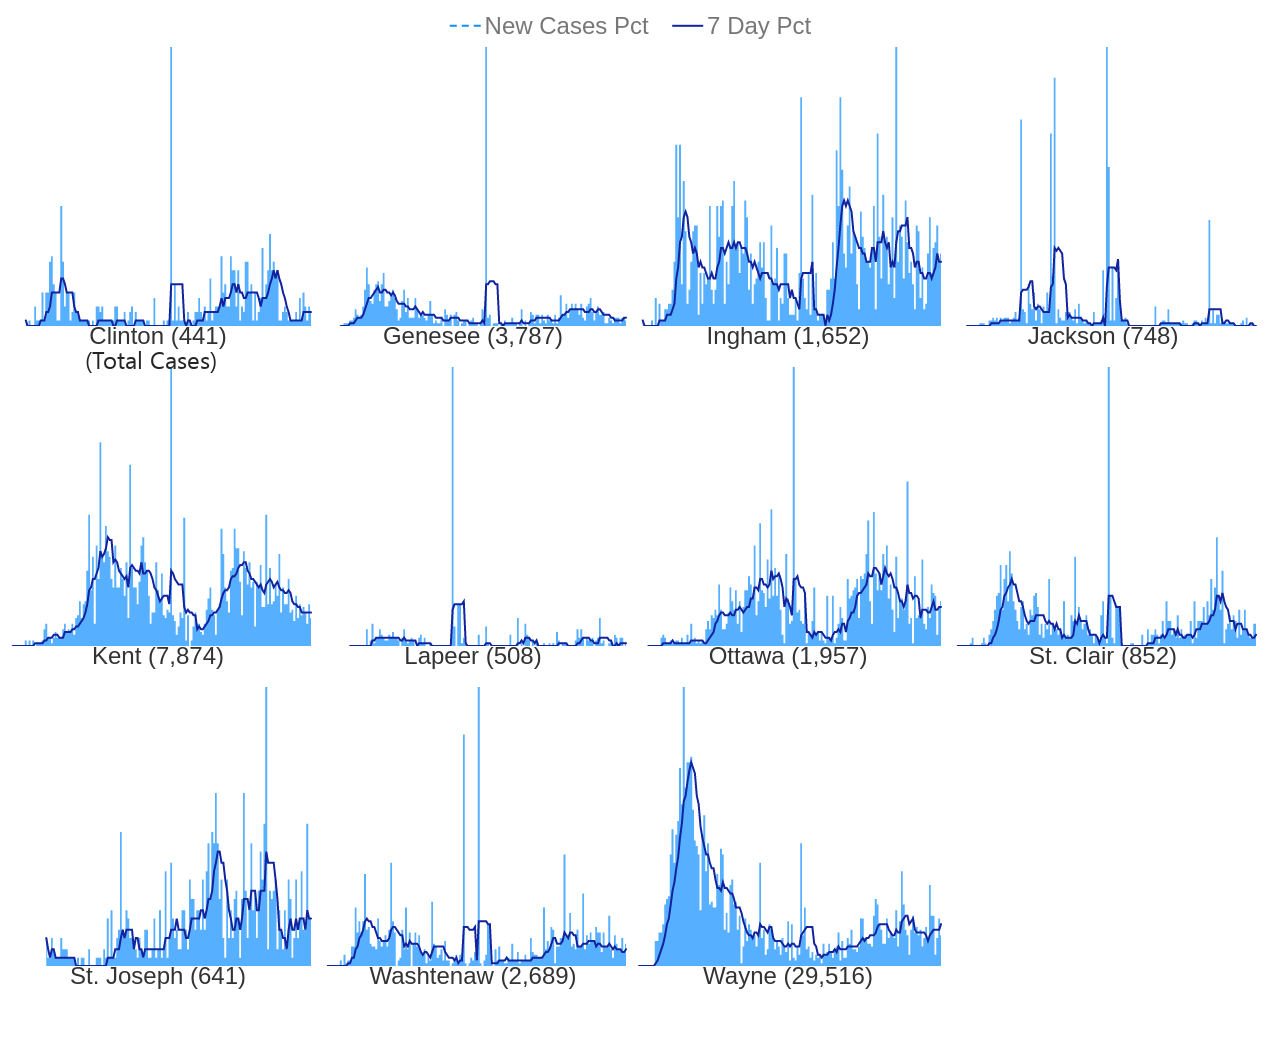 New Cases Pct 7 Day Pct
Clinton (441) Genesee (3,787) Ingham (1,652) Jackson (748)
(Total Cases)
Kent (7,874) Lapeer (508) Ottawa (1,957) St. Clair (852)
St. Joseph (641) Washtenaw (2,689) Wayne (29,516)